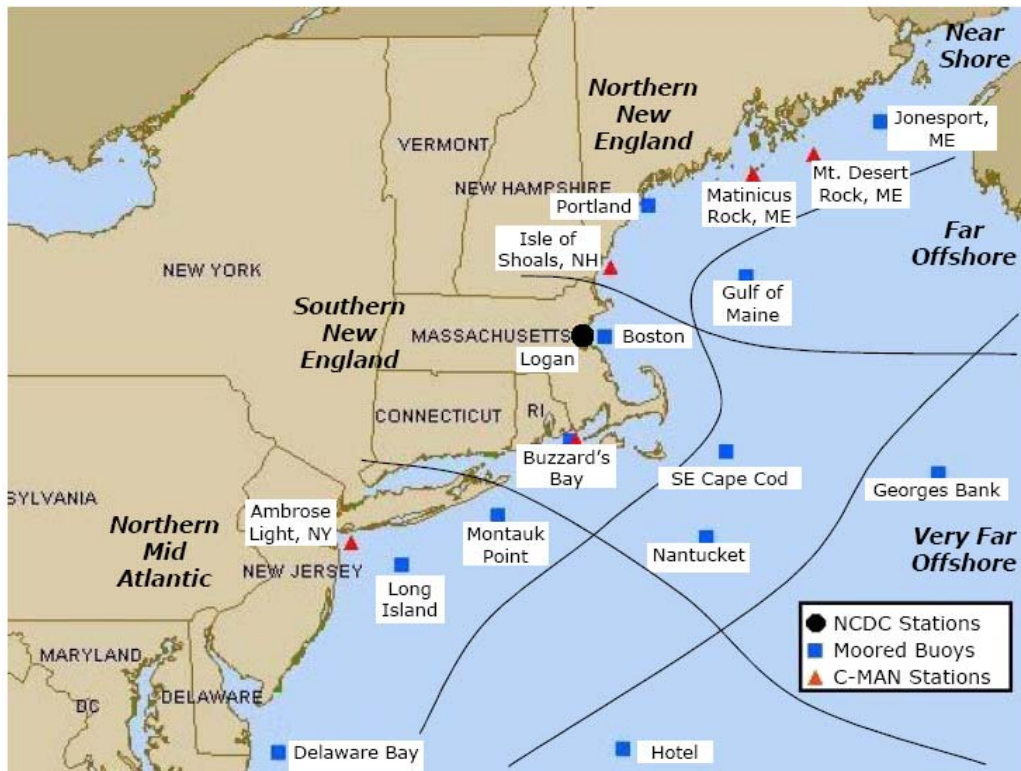 Near
Shore
Northern
New
England
Jonesport,
ME
VERMONT
Mt. Desert
Rock, ME
NEW HAMPSHIRE
Matinicus
Rock, ME
Portland
Isle of
Shoals, NH
Far
Offshore
NEW YORK
Gulf of
Maine
Southern
New
England
MASSACHUSETTS
Boston
Logan
CONNECTICUT
RI
Buzzard's
Bay
SE Cape Cod
Georges Bank
SYLVANIA
Ambrose
Light, NY
Northern
Mid
Atlantic
Montauk
Point
Nantucket
Very Far
Offshore
NEW JERSEY
Long
Island
NCDC Stations
Moored Buoys
C-MAN Stations
MARYLAND
DC
DELAWARE
Delaware Bay
Hotel